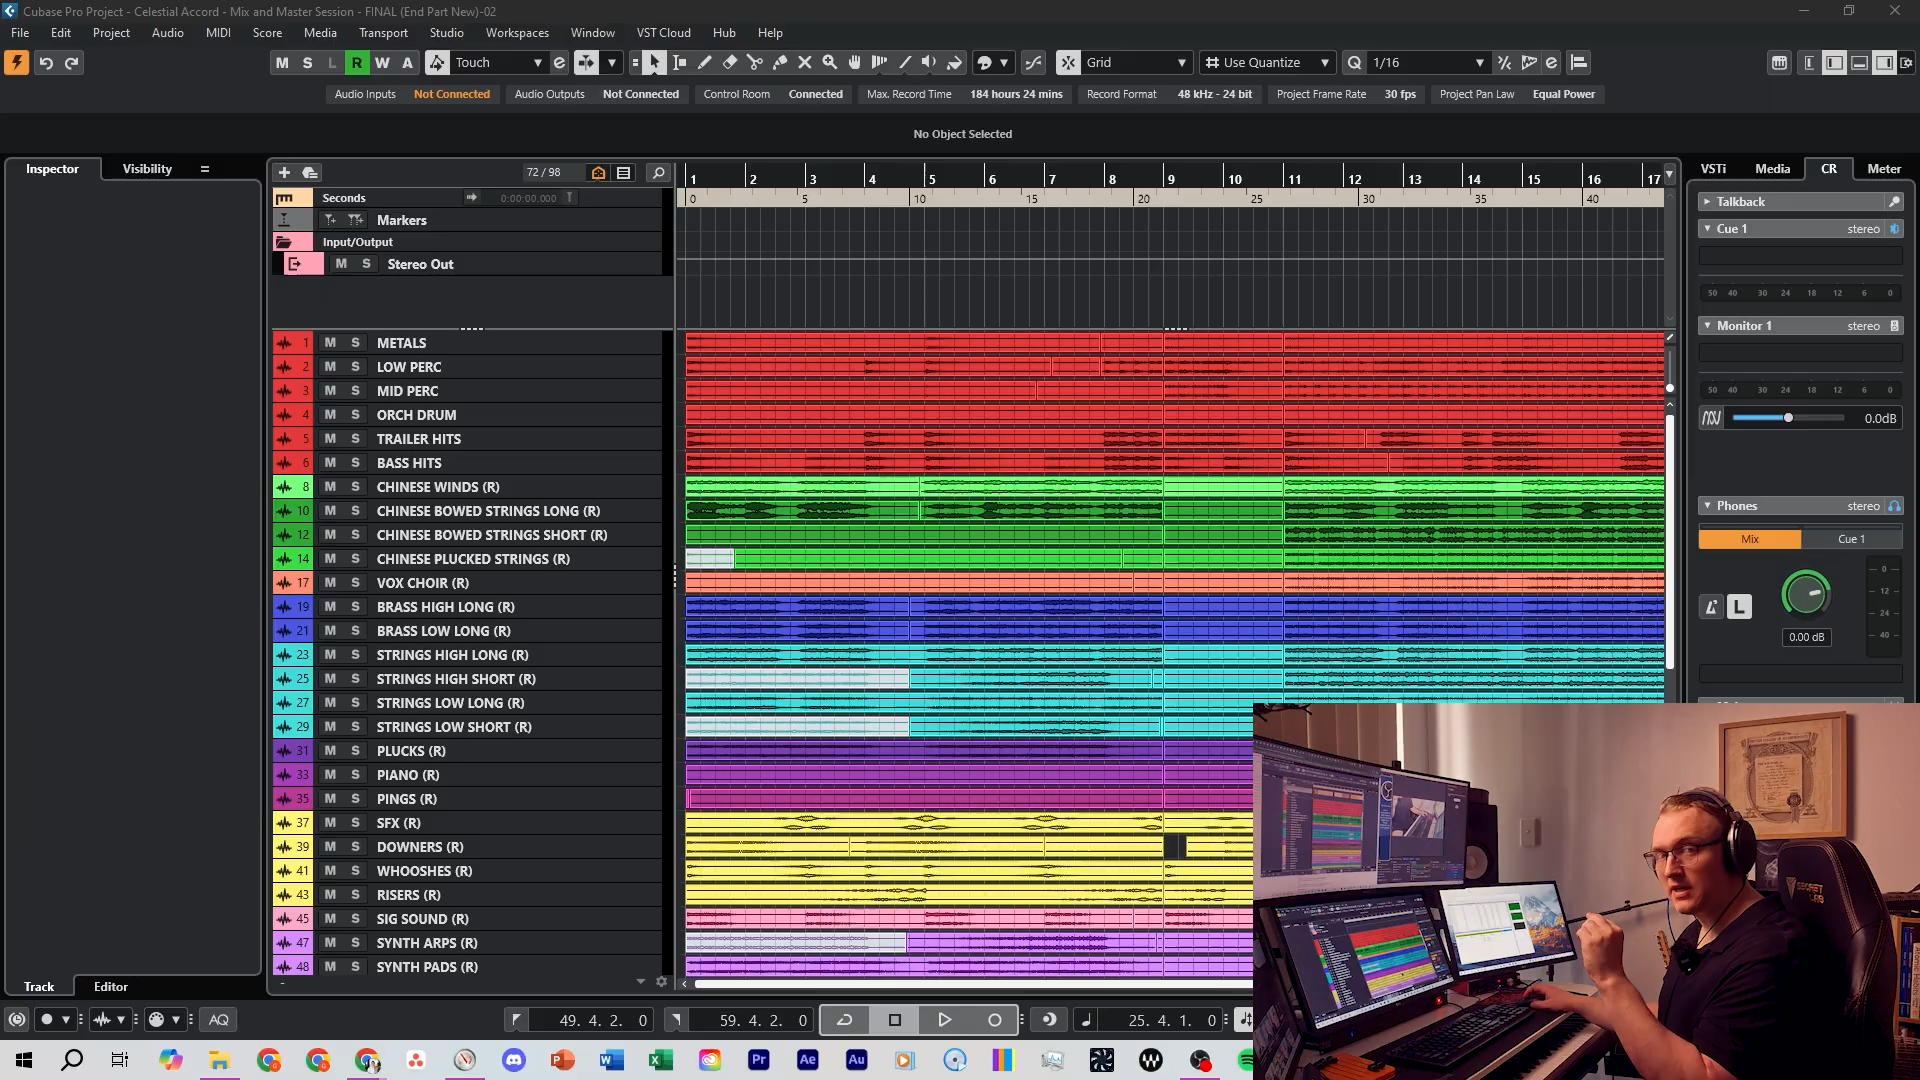 Cubase Pro Project - Celestial Accord - Mix and Master Session - FINAL (End Part New)-02
File Edit Project Audio MIDI Score Media Transport Studio Workspaces Window VST Cloud Hub Help
M S L R W A Touch Grid Use Quantize Q 1/16
Audio Inputs Not Connected Audio Outputs Not Connected Control Room Connected Max. Record Time 184 hours 24 mins Record Format 48 kHz - 24 bit Project Frame Rate 30 fps Project Pan Law Equal Power
No Object Selected
Inspector Visibility
72 / 98
1 2 3 4 5 6 7 8 9 10 11 12 13 14 15 16 17
VSTi Media CR Meter
Seconds 0:00:00.000
0 5 10 15 20 25 30 35 40
Talkback
Markers
Cue 1 stereo
Input/Output
M S Stereo Out
50 40 30 24 18 12 6 0
Monitor 1 stereo
50 40 30 24 18 12 6 0
0.0dB
Phones stereo
Mix Cue 1
L
0
12
24
40
0.00 dB
1 M S METALS
2 M S LOW PERC
3 M S MID PERC
4 M S ORCH DRUM
5 M S TRAILER HITS
6 M S BASS HITS
8 M S CHINESE WINDS (R)
10 M S CHINESE BOWED STRINGS LONG (R)
12 M S CHINESE BOWED STRINGS SHORT (R)
14 M S CHINESE PLUCKED STRINGS (R)
17 M S VOX CHOIR (R)
19 M S BRASS HIGH LONG (R)
21 M S BRASS LOW LONG (R)
23 M S STRINGS HIGH LONG (R)
25 M S STRINGS HIGH SHORT (R)
27 M S STRINGS LOW LONG (R)
29 M S STRINGS LOW SHORT (R)
31 M S PLUCKS (R)
33 M S PIANO (R)
35 M S PINGS (R)
37 M S SFX (R)
39 M S DOWNERS (R)
41 M S WHOOSHES (R)
43 M S RISERS (R)
45 M S SIG SOUND (R)
47 M S SYNTH ARPS (R)
48 M S SYNTH PADS (R)
Track Editor
AQ 49. 4. 2. 0 59. 4. 2. 0 25. 4. 1. 0
Pr Ae Au
SECRET LAB